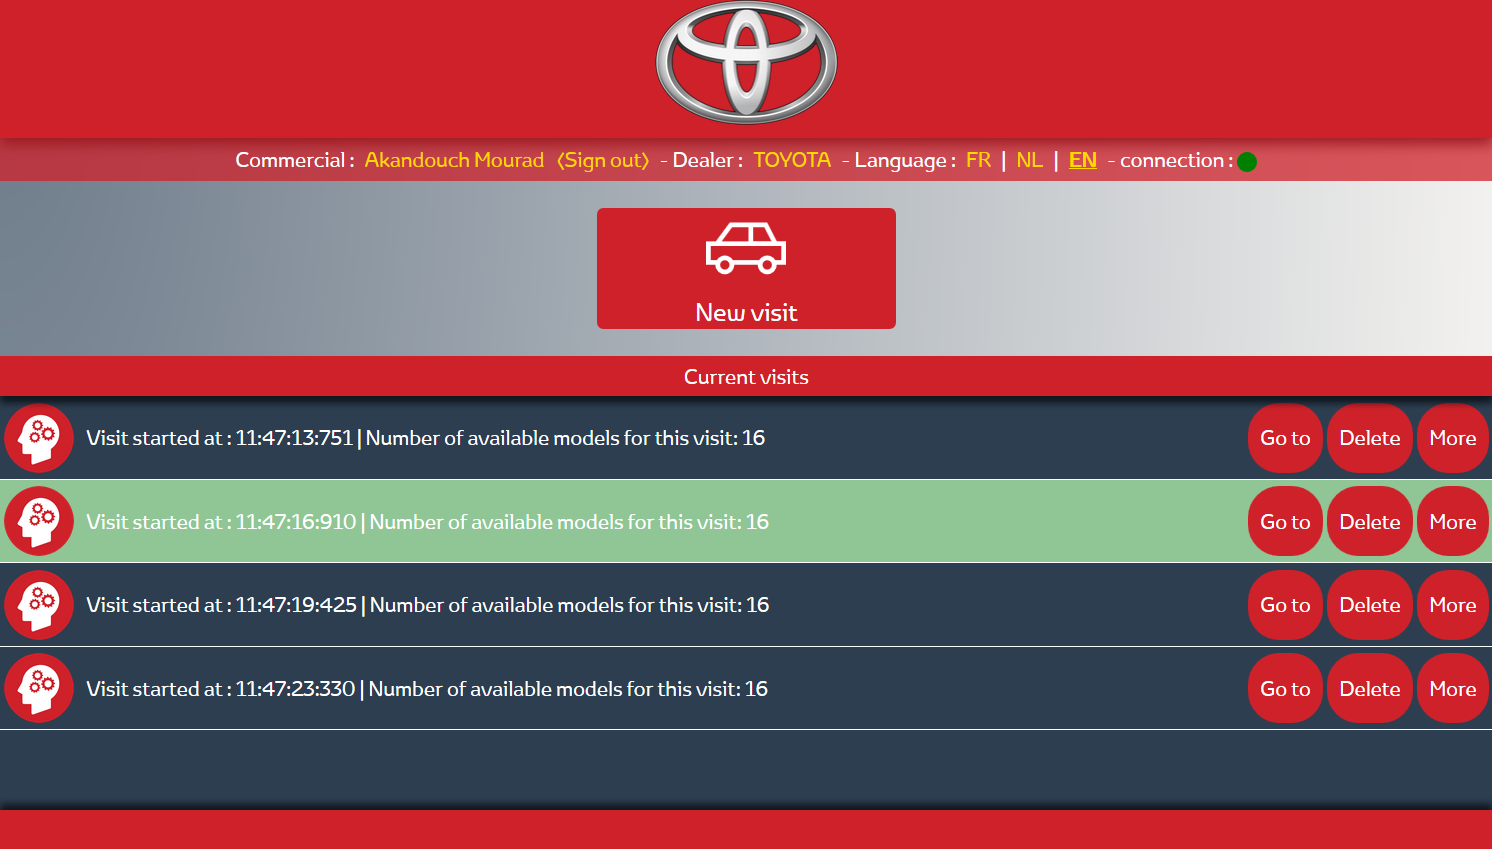 Commercial : Akandouch Mourad (Sign out) - Dealer : TOYOTA - Language : FR | NL | EN - connection :
New visit
Current visits
Visit started at : 11:47:13:751 | Number of available models for this visit: 16 Go to Delete More
Visit started at : 11:47:16:910 | Number of available models for this visit: 16 Go to Delete More
Visit started at : 11:47:19:425 | Number of available models for this visit: 16 Go to Delete More
Visit started at : 11:47:23:330 | Number of available models for this visit: 16 Go to Delete More